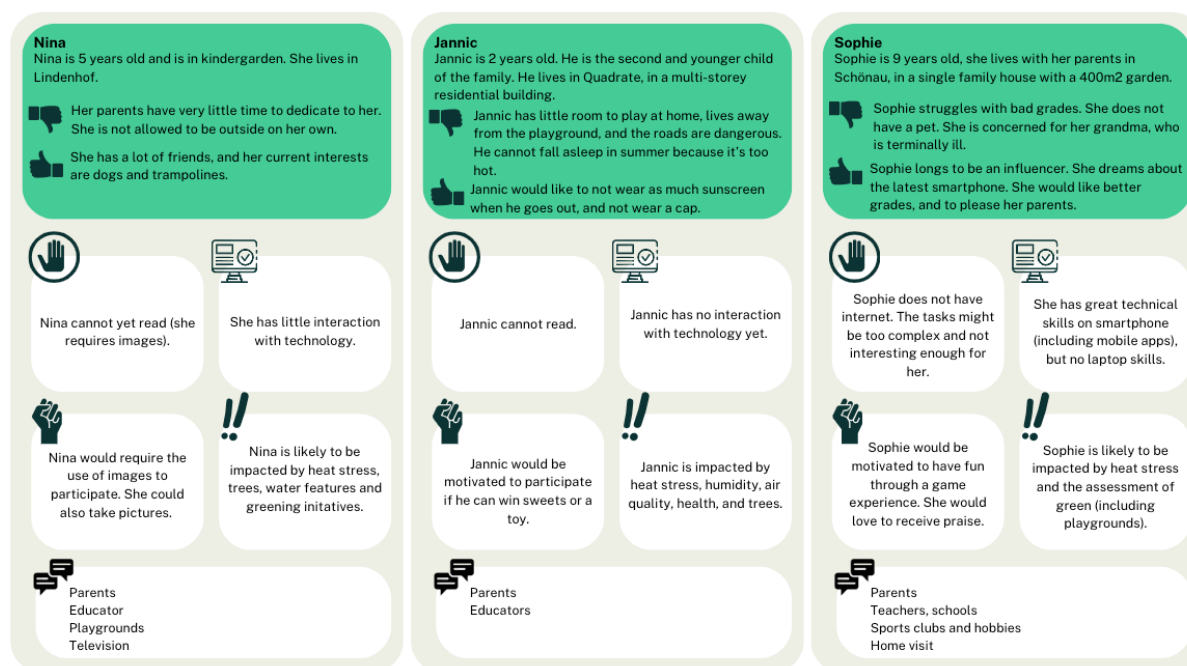 Nina
Nina is 5 years old and is in kindergarden. She lives in
Lindenhof.
Her parents have very little time to dedicate to her.
She is not allowed to be outside on her own.
She has a lot of friends, and her current interests
are dogs and trampolines.
Nina cannot yet read (she
requires images).
She has little interaction
with technology.
Nina would require the
use of images to
participate. She could
also take pictures.
Nina is likely to be
impacted by heat stress,
trees, water features and
greening initatives.
Parents
Educator
Playgrounds
Television
Jannic
Jannic is 2 years old. He is the second and younger child
of the family. He lives in Quadrate, in a multi-storey
residential building.
Jannic has little room to play at home, lives away
from the playground, and the roads are dangerous.
He cannot fall asleep in summer because it's too
hot.
Jannic would like to not wear as much sunscreen
when he goes out, and not wear a cap.
Jannic cannot read.
Jannic has no interaction
with technology yet.
Jannic would be
motivated to participate
if he can win sweets or a
toy.
Jannic is impacted by
heat stress, humidity, air
quality, health, and trees.
Parents
Educators
Sophie
Sophie is 9 years old, she lives with her parents in
Schönau, in a single family house with a 400m2 garden.
Sophie struggles with bad grades. She does not
have a pet. She is concerned for her grandma, who
is terminally ill.
Sophie longs to be an influencer. She dreams about
the latest smartphone. She would like better
grades, and to please her parents.
Sophie does not have
internet. The tasks might
be too complex and not
interesting enough for
her.
She has great technical
skills on smartphone
(including mobile apps),
but no laptop skills.
Sophie would be
motivated to have fun
through a game
experience. She would
love to receive praise.
Sophie is likely to be
impacted by heat stress
and the assessment of
green (including
playgrounds).
Parents
Teachers, schools
Sports clubs and hobbies
Home visit